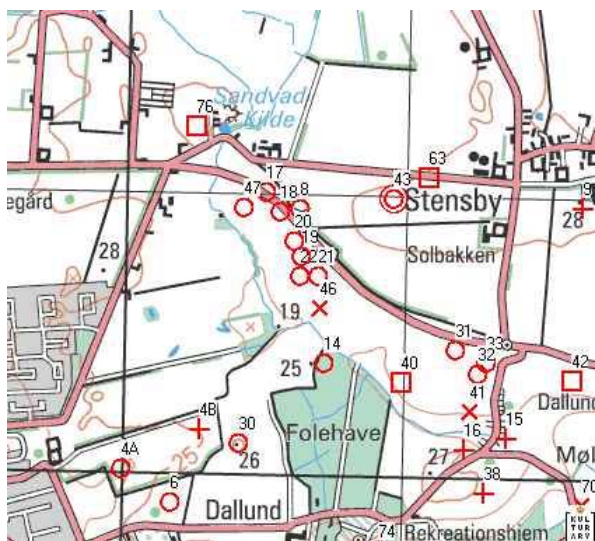 76
Sandvad
Kilde
63
17
47
18
8
43
9
Stensby
28
egård
20
19
Solbakken
28
22
21
46
19
31
33
14
32
25
40
42
41
Dallund
4B
30
16
15
Folehave
4A
25
26
27
Møl
6
38
70
Dallund
74
Rekreationshjem
KUL
TUR
ARV